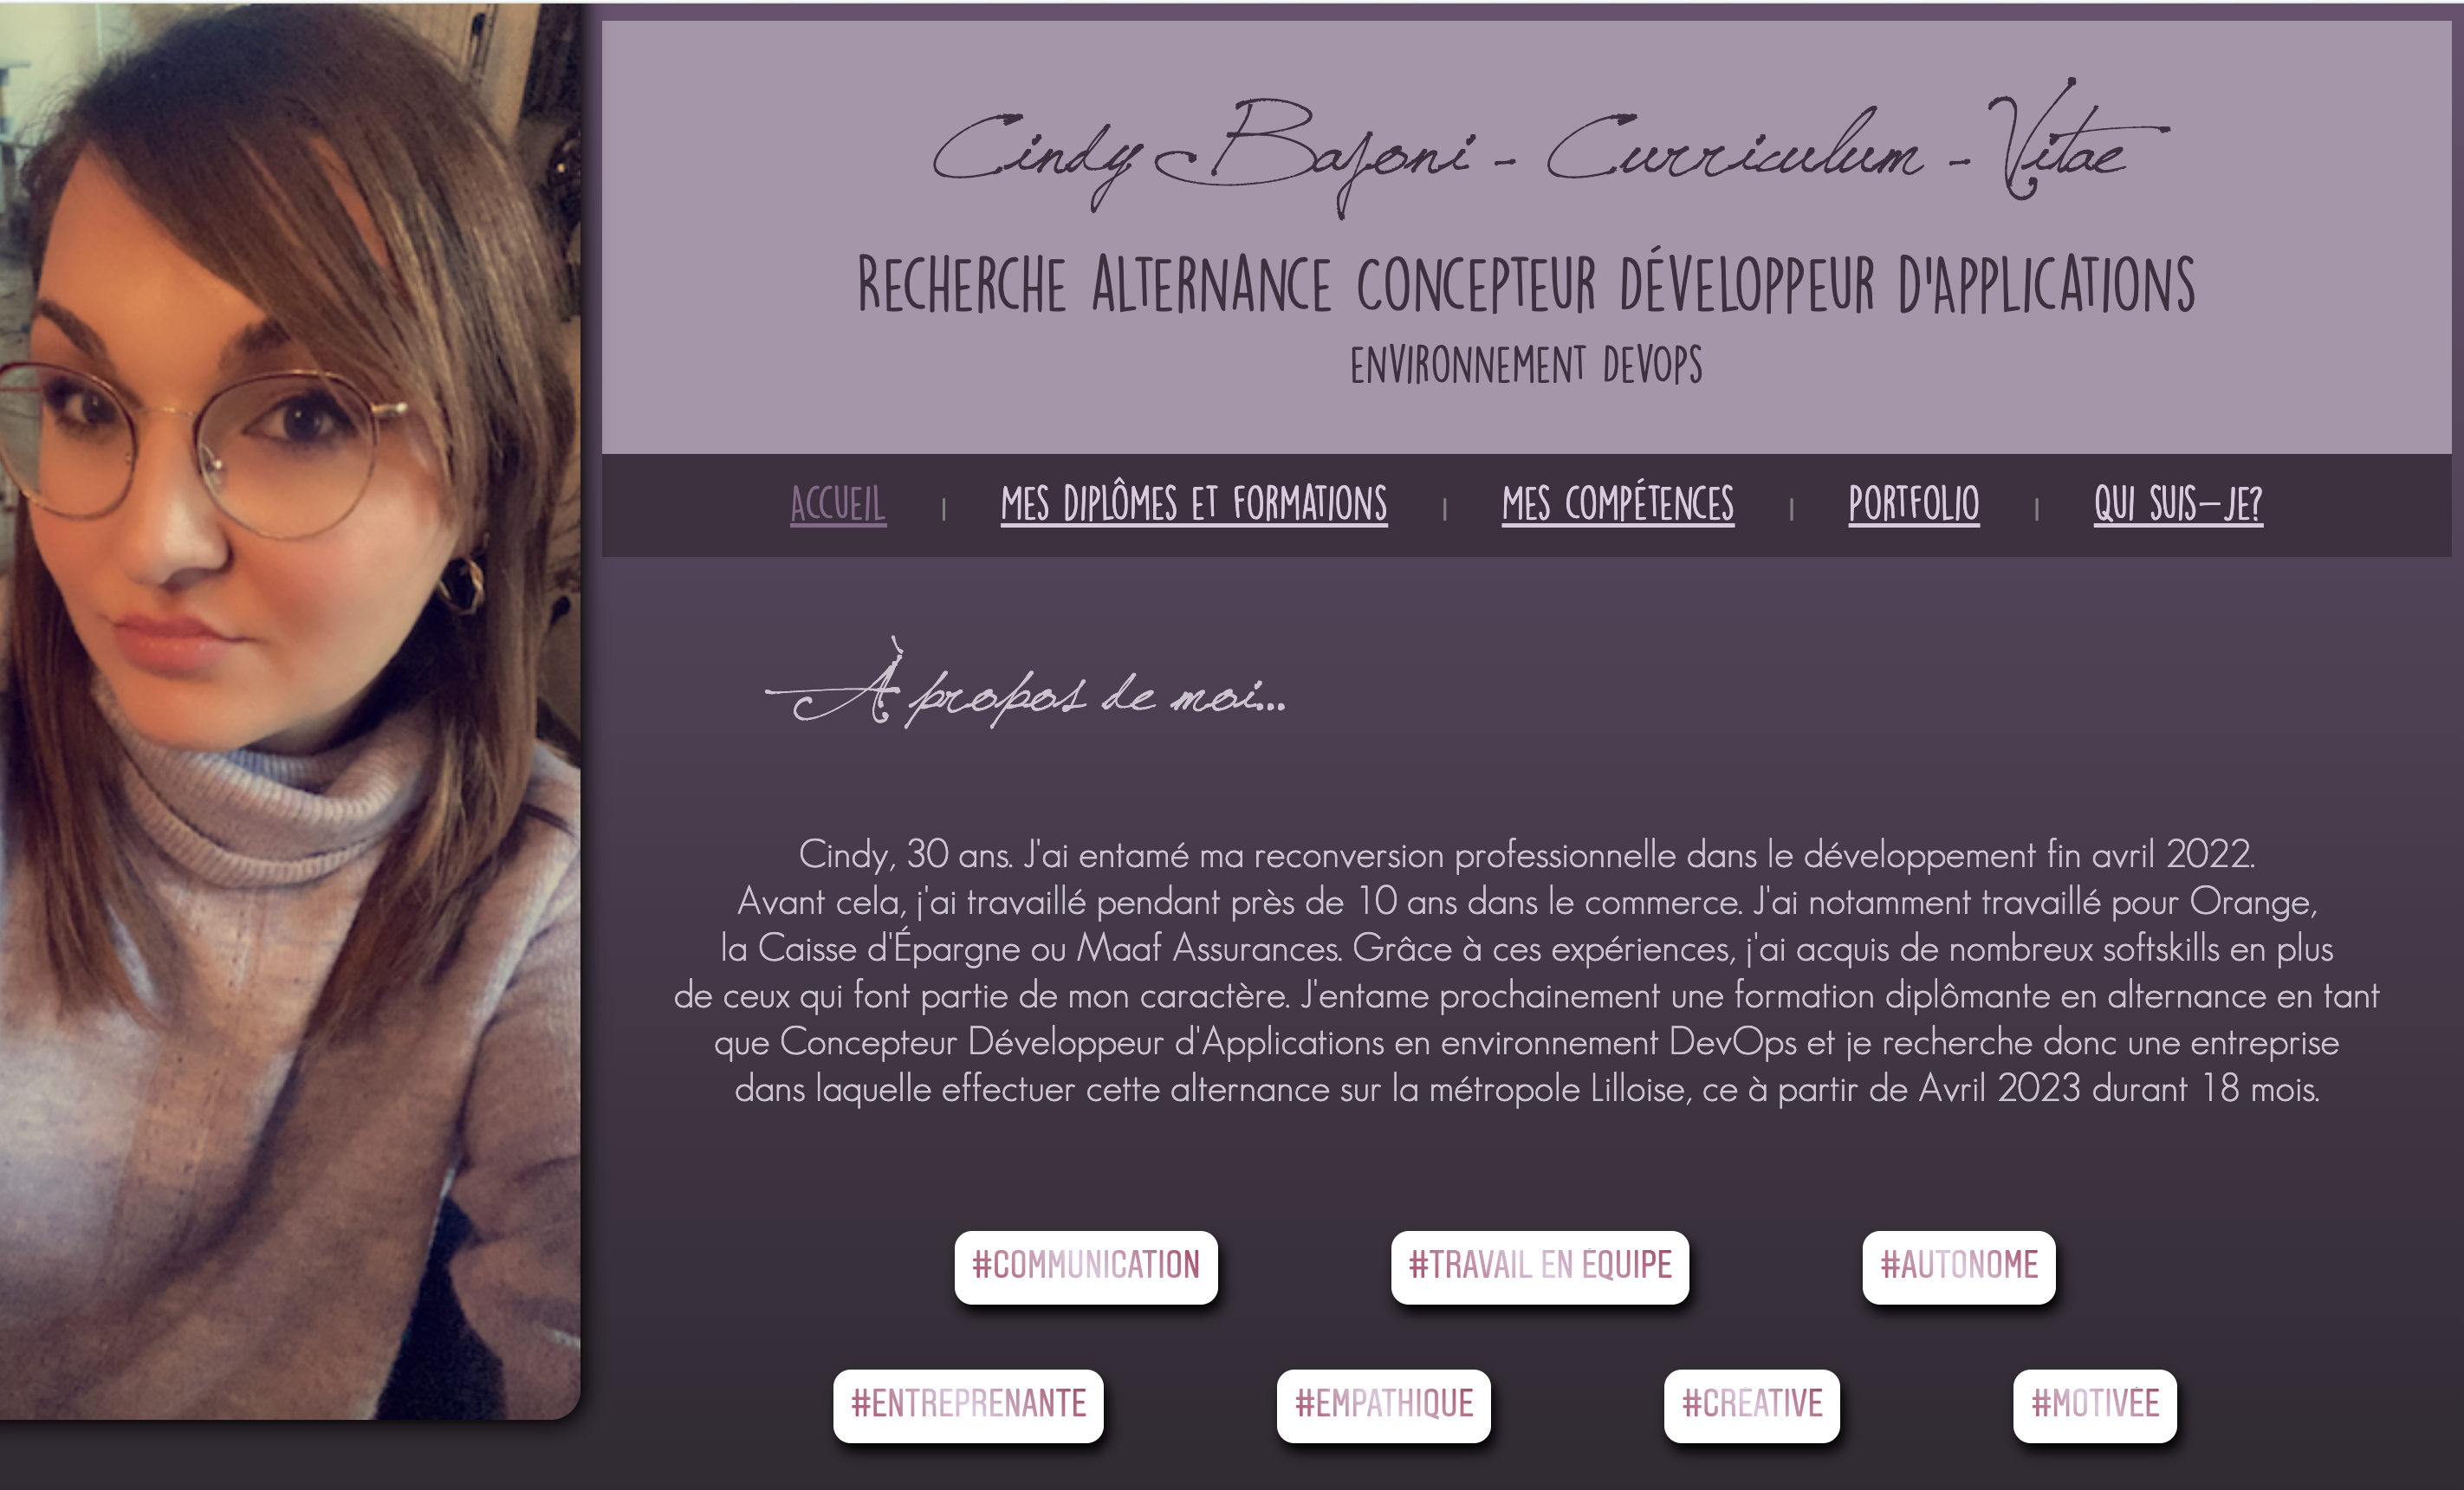 Cindy Bajoni - Curriculum - Vitae
RECHERCHE ALTERNANCE CONCEPTEUR DÉVELOPPEUR D'APPLICATIONS
ENVIRONNEMENT DEVOPS
ACCUEIL | MES DIPLÔMES ET FORMATIONS | MES COMPÉTENCES | PORTFOLIO | QUI SUIS-JE?
À propos de moi...
Cindy, 30 ans. J'ai entamé ma reconversion professionnelle dans le développement fin avril 2022.
Avant cela, j'ai travaillé pendant près de 10 ans dans le commerce. J'ai notamment travaillé pour Orange,
la Caisse d'Épargne ou Maaf Assurances. Grâce à ces expériences, j'ai acquis de nombreux softskills en plus
de ceux qui font partie de mon caractère. J'entame prochainement une formation diplômante en alternance en tant
que Concepteur Développeur d'Applications en environnement DevOps et je recherche donc une entreprise
dans laquelle effectuer cette alternance sur la métropole Lilloise, ce à partir de Avril 2023 durant 18 mois.
#COMMUNICATION #TRAVAIL EN ÉQUIPE #AUTONOME
#ENTREPRENANTE #EMPATHIQUE #CRÉATIVE #MOTIVÉE